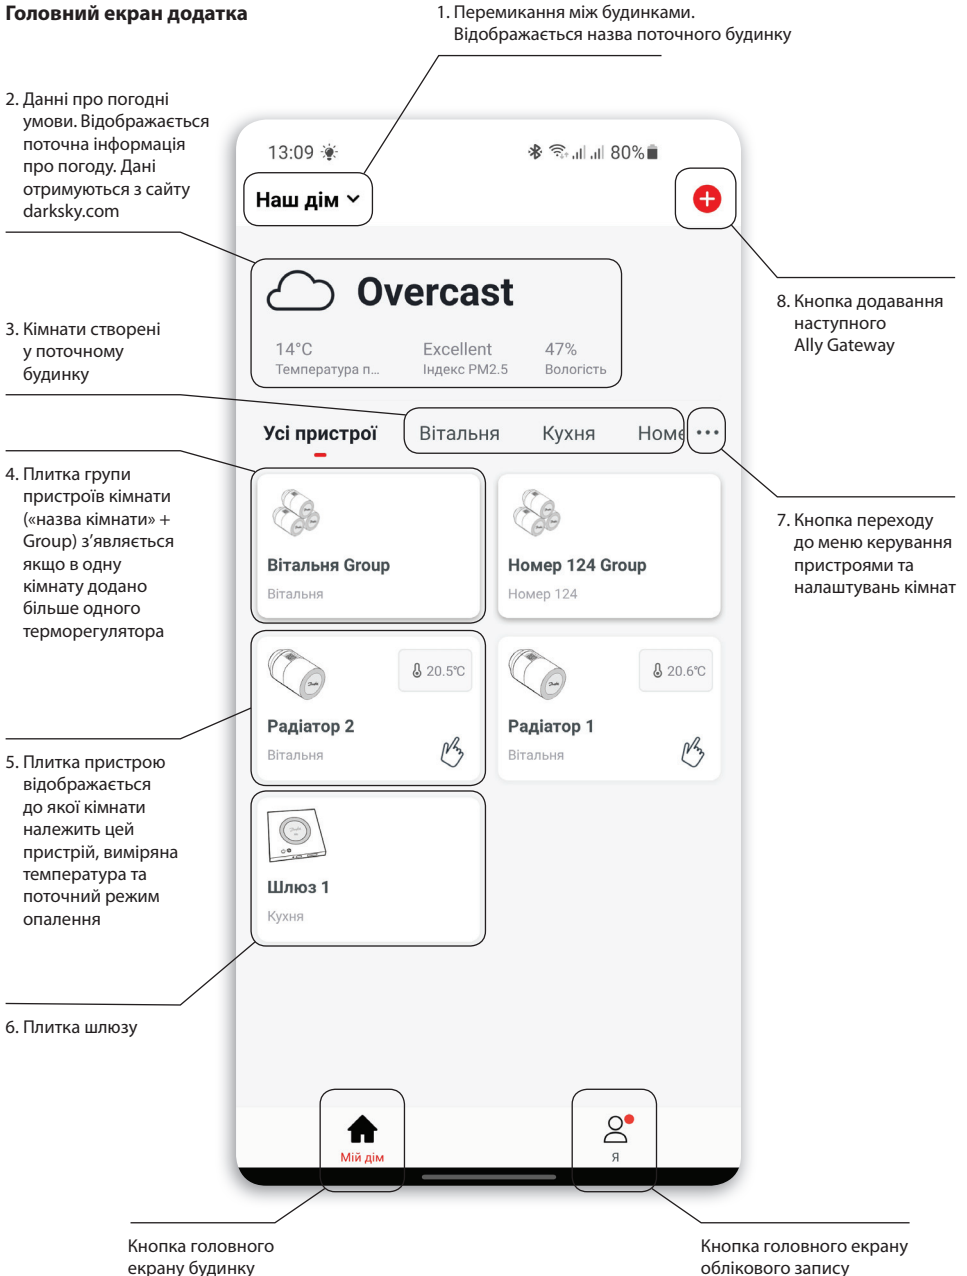 Головний екран додатка
1. Перемикання між будинками.
Відображається назва поточного будинку
2. Данні про погодні
умови. Відображається
поточна інформація
про погоду. Дані
отримуються з сайту
darksky.com
3. Кімнати створені
у поточному
будинку
4. Плитка групи
пристроїв кімнати
(«назва кімнати» +
Group) з’являється
якщо в одну
кімнату додано
більше одного
терморегулятора
5. Плитка пристрою
відображається
до якої кімнати
належить цей
пристрій, виміряна
температура та
поточний режим
опалення
6. Плитка шлюзу
13:09 80%
Наш дім
Overcast
14°C Excellent 47%
Температура п... Індекс PM2.5 Вологість
Усі пристрої Вітальня Кухня Номе
Вітальня Group Номер 124 Group
Вітальня Номер 124
20.5°C 20.6°C
Радіатор 2 Радіатор 1
Вітальня Вітальня
Шлюз 1
Кухня
Мій дім Я
8. Кнопка додавання
наступного
Ally Gateway
7. Кнопка переходу
до меню керування
пристроями та
налаштувань кімнат
Кнопка головного
екрану будинку
Кнопка головного екрану
облікового запису